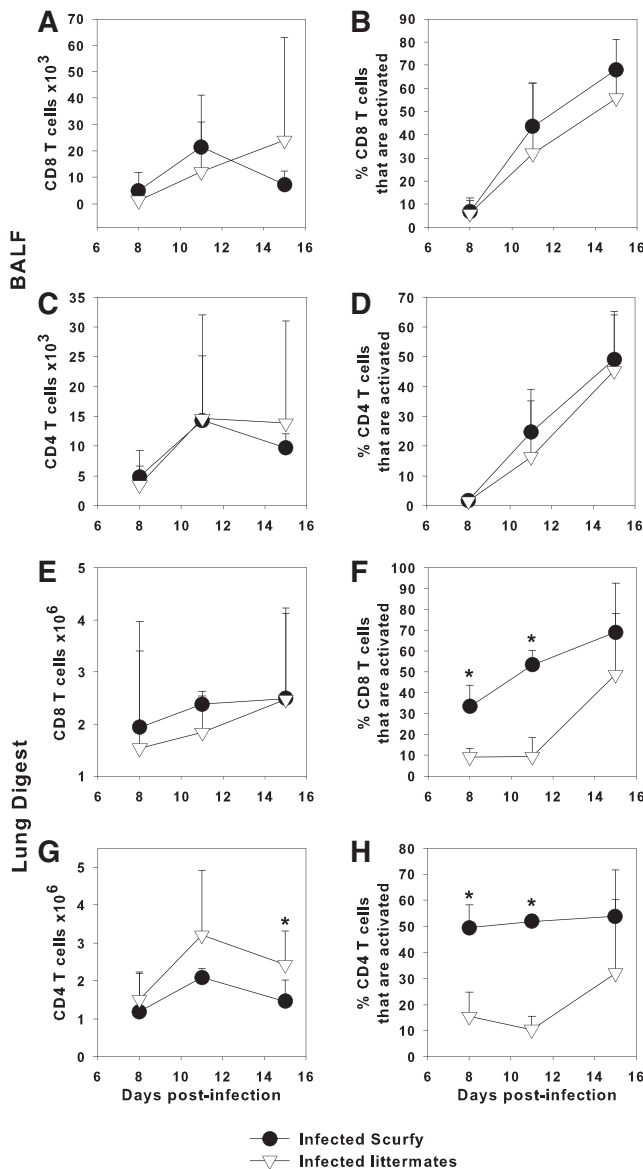 A
70
60
50
40
30
20
10
0
CD8 T cells x10³
6 8 10 12 14 16
B
90
80
70
60
50
40
30
20
10
0
% CD8 T cells
that are activated
6 8 10 12 14 16
BALF
C
35
30
25
20
15
10
5
0
CD4 T cells x10³
6 8 10 12 14 16
D
70
60
50
40
30
20
10
0
% CD4 T cells
that are activated
6 8 10 12 14 16
E
5
4
3
2
1
CD8 T cells x10⁶
6 8 10 12 14 16
F
100
90
80
70
60
50
40
30
20
10
0
% CD8 T cells
that are activated
* *
6 8 10 12 14 16
Lung Digest
G
5
4
3
2
1
0
CD4 T cells x10⁶
*
6 8 10 12 14 16
Days post-infection
H
80
70
60
50
40
30
20
10
0
% CD4 T cells
that are activated
* *
6 8 10 12 14 16
Days post-infection
Infected Scurfy
Infected littermates